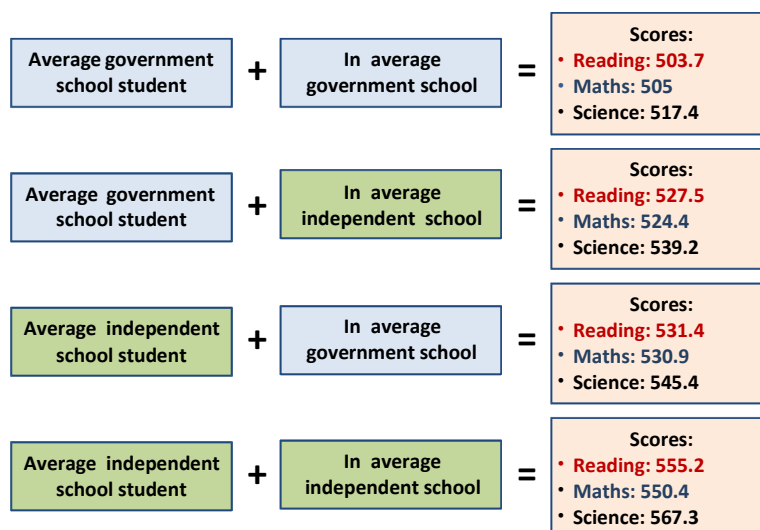 Average government
school student
+
In average
government school
=
Scores:
• Reading: 503.7
• Maths: 505
• Science: 517.4
Average government
school student
+
In average
independent school
=
Scores:
• Reading: 527.5
• Maths: 524.4
• Science: 539.2
Average independent
school student
+
In average
government school
=
Scores:
• Reading: 531.4
• Maths: 530.9
• Science: 545.4
Average independent
school student
+
In average
independent school
=
Scores:
• Reading: 555.2
• Maths: 550.4
• Science: 567.3